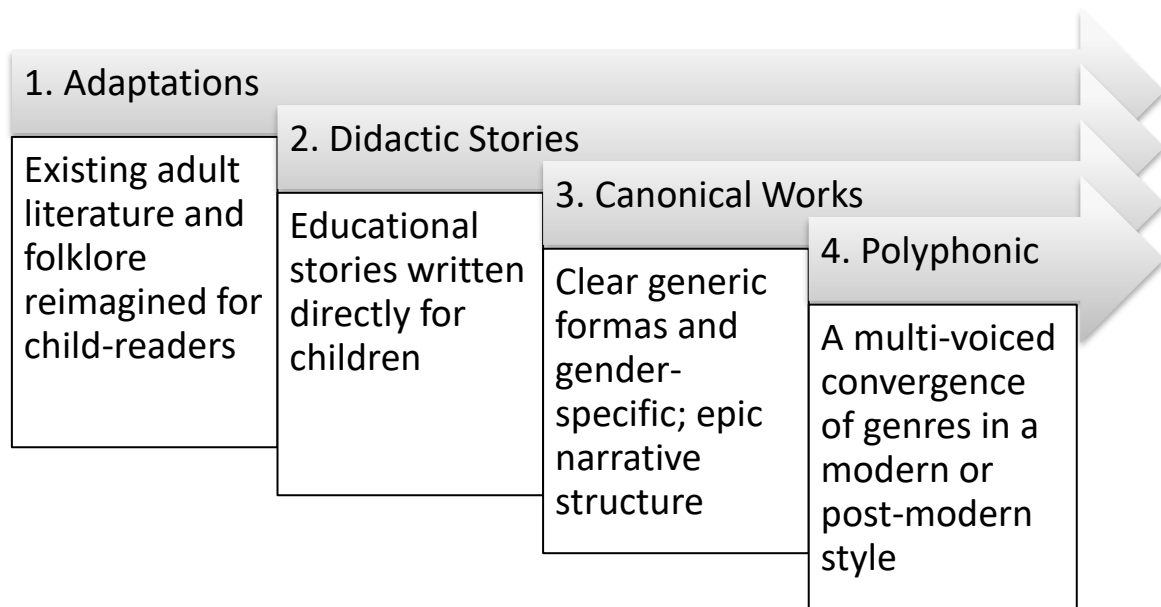 1. Adaptations
Existing adult
literature and
folklore
reimagined for
child-readers
2. Didactic Stories
Educational
stories written
directly for
children
3. Canonical Works
Clear generic
formas and
gender-
specific; epic
narrative
structure
4. Polyphonic
A multi-voiced
convergence
of genres in a
modern or
post-modern
style